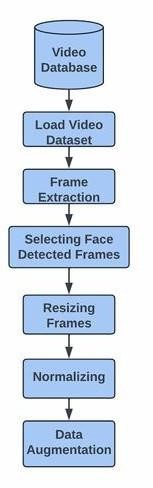 Video
Database
Load Video
Dataset
Frame
Extraction
Selecting Face
Detected Frames
Resizing
Frames
Normalizing
Data
Augmentation